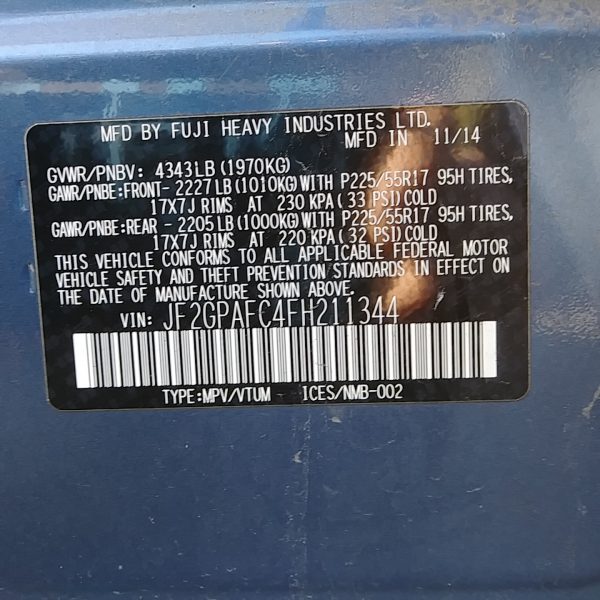 MFD BY FUJI HEAVY INDUSTRIES LTD.
MFD IN 11/14
GVWR/PNBV: 4343LB (1970KG)
GAWR/PNBE:FRONT- 2227 LB (1010KG) WITH P225/55R17 95H TIRES,
17X7J RIMS AT 230 KPA ( 33 PSI) COLD
GAWR/PNBE:REAR - 2205 LB (1000KG) WITH P225/55R17 95H TIRES,
17X7J RIMS AT 220 KPA ( 32 PSI) COLD
THIS VEHICLE CONFORMS TO ALL APPLICABLE FEDERAL MOTOR
VEHICLE SAFETY AND THEFT PREVENTION STANDARDS IN EFFECT ON
THE DATE OF MANUFACTURE SHOWN ABOVE.
VIN: JF2GPAFC4FH211344
TYPE:MPV/VTUM ICES/NMB-002